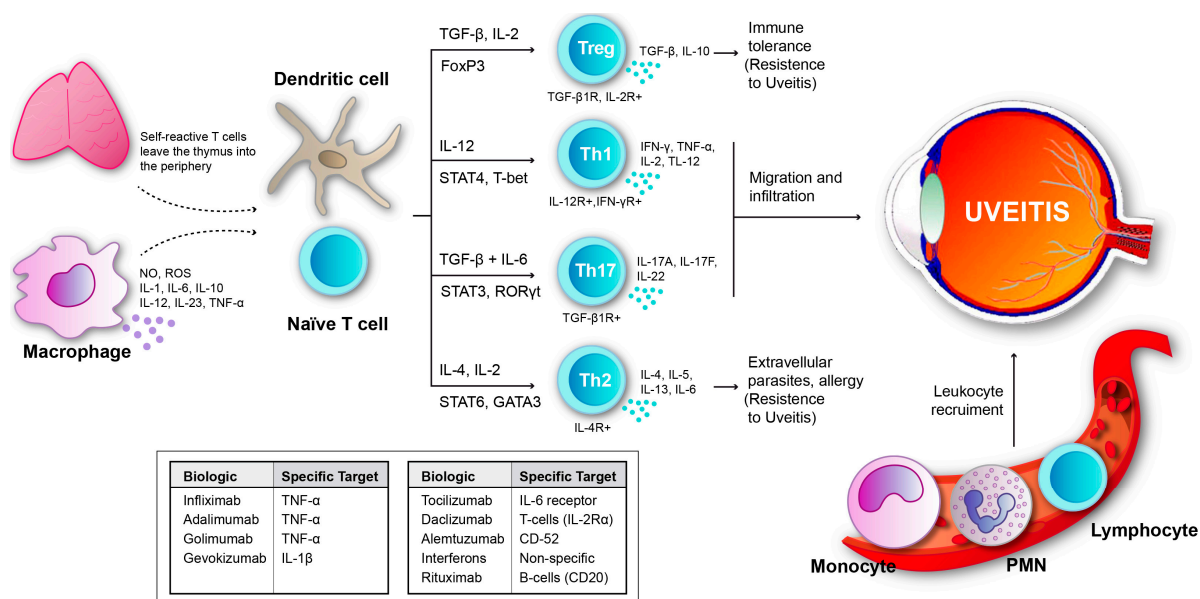 Self-reactive T cells
leave the thymus into
the periphery
NO, ROS
IL-1, IL-6, IL-10
IL-12, IL-23, TNF-α
Macrophage
Dendritic cell
Naïve T cell
TGF-β, IL-2
FoxP3
Treg
TGF-β, IL-10
TGF-β1R, IL-2R+
Immune
tolerance
(Resistence
to Uveitis)
IL-12
STAT4, T-bet
Th1
IFN-γ, TNF-α,
IL-2, TL-12
IL-12R+,IFN-γR+
Migration and
infiltration
TGF-β + IL-6
STAT3, RORγt
Th17
IL-17A, IL-17F,
IL-22
TGF-β1R+
IL-4, IL-2
STAT6, GATA3
Th2
IL-4, IL-5,
IL-13, IL-6
IL-4R+
Extravellular
parasites, allergy
(Resistence
to Uveitis)
UVEITIS
Leukocyte
recruiment
Monocyte
PMN
Lymphocyte
Biologic Specific Target
Infliximab TNF-α
Adalimumab TNF-α
Golimumab TNF-α
Gevokizumab IL-1β
Biologic Specific Target
Tocilizumab IL-6 receptor
Daclizumab T-cells (IL-2Rα)
Alemtuzumab CD-52
Interferons Non-specific
Rituximab B-cells (CD20)